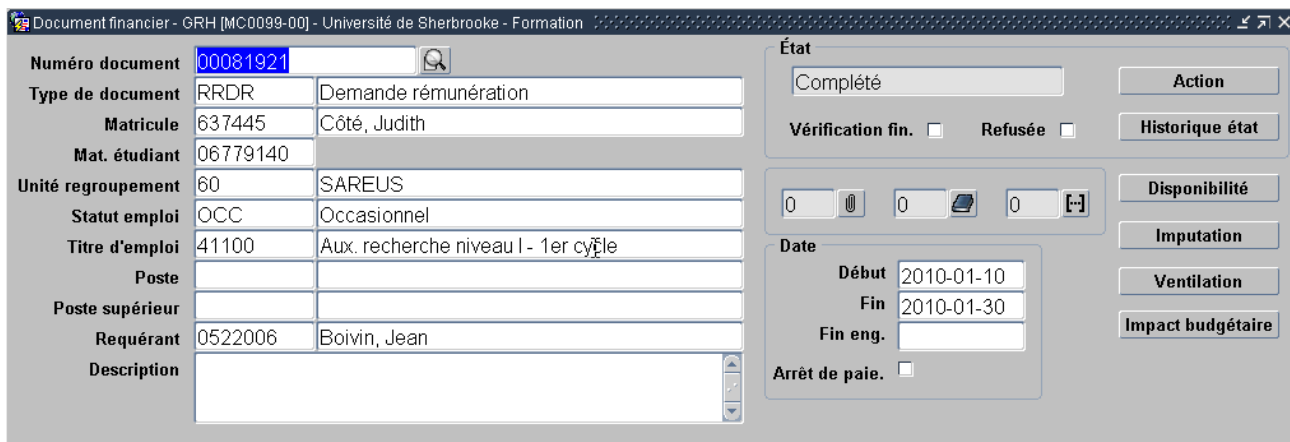 Document financier - GRH [MC0099-00] - Université de Sherbrooke - Formation
Numéro document 00081921
Type de document RRDR Demande rémunération
Matricule 637445 Côté, Judith
Mat. étudiant 06779140
Unité regroupement 60 SAREUS
Statut emploi OCC Occasionnel
Titre d'emploi 41100 Aux. recherche niveau I - 1er cycle
Poste
Poste supérieur
Requérant 0522006 Boivin, Jean
Description
État
Complété
Vérification fin. Refusée
0 0 0 [··]
Date
Début 2010-01-10
Fin 2010-01-30
Fin eng.
Arrêt de paie.
Action
Historique état
Disponibilité
Imputation
Ventilation
Impact budgétaire